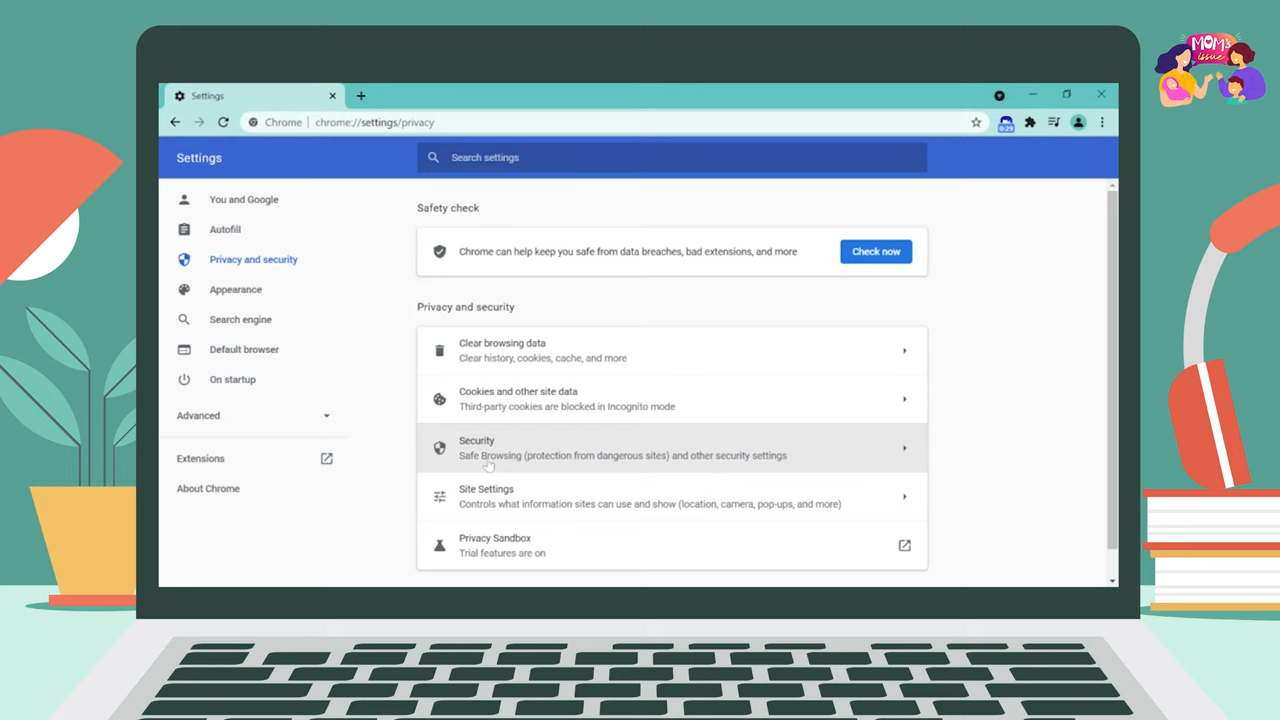 MOM'S
issue
Settings
Chrome | chrome://settings/privacy
0:29
Settings
Search settings
You and Google
Autofill
Privacy and security
Appearance
Search engine
Default browser
On startup
Advanced
Extensions
About Chrome
Safety check
Chrome can help keep you safe from data breaches, bad extensions, and more
Check now
Privacy and security
Clear browsing data
Clear history, cookies, cache, and more
Cookies and other site data
Third-party cookies are blocked in Incognito mode
Security
Safe Browsing (protection from dangerous sites) and other security settings
Site Settings
Controls what information sites can use and show (location, camera, pop-ups, and more)
Privacy Sandbox
Trial features are on